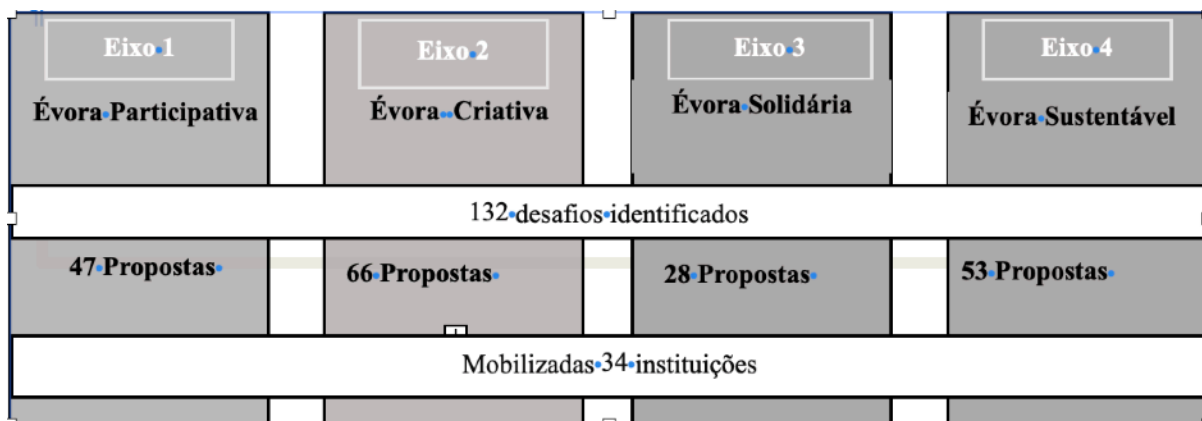 Eixo 1
Eixo 2
Eixo 3
Eixo 4
Évora Participativa
Évora Criativa
Évora Solidária
Évora Sustentável
132 desafios identificados
47 Propostas
66 Propostas
28 Propostas
53 Propostas
Mobilizadas 34 instituições